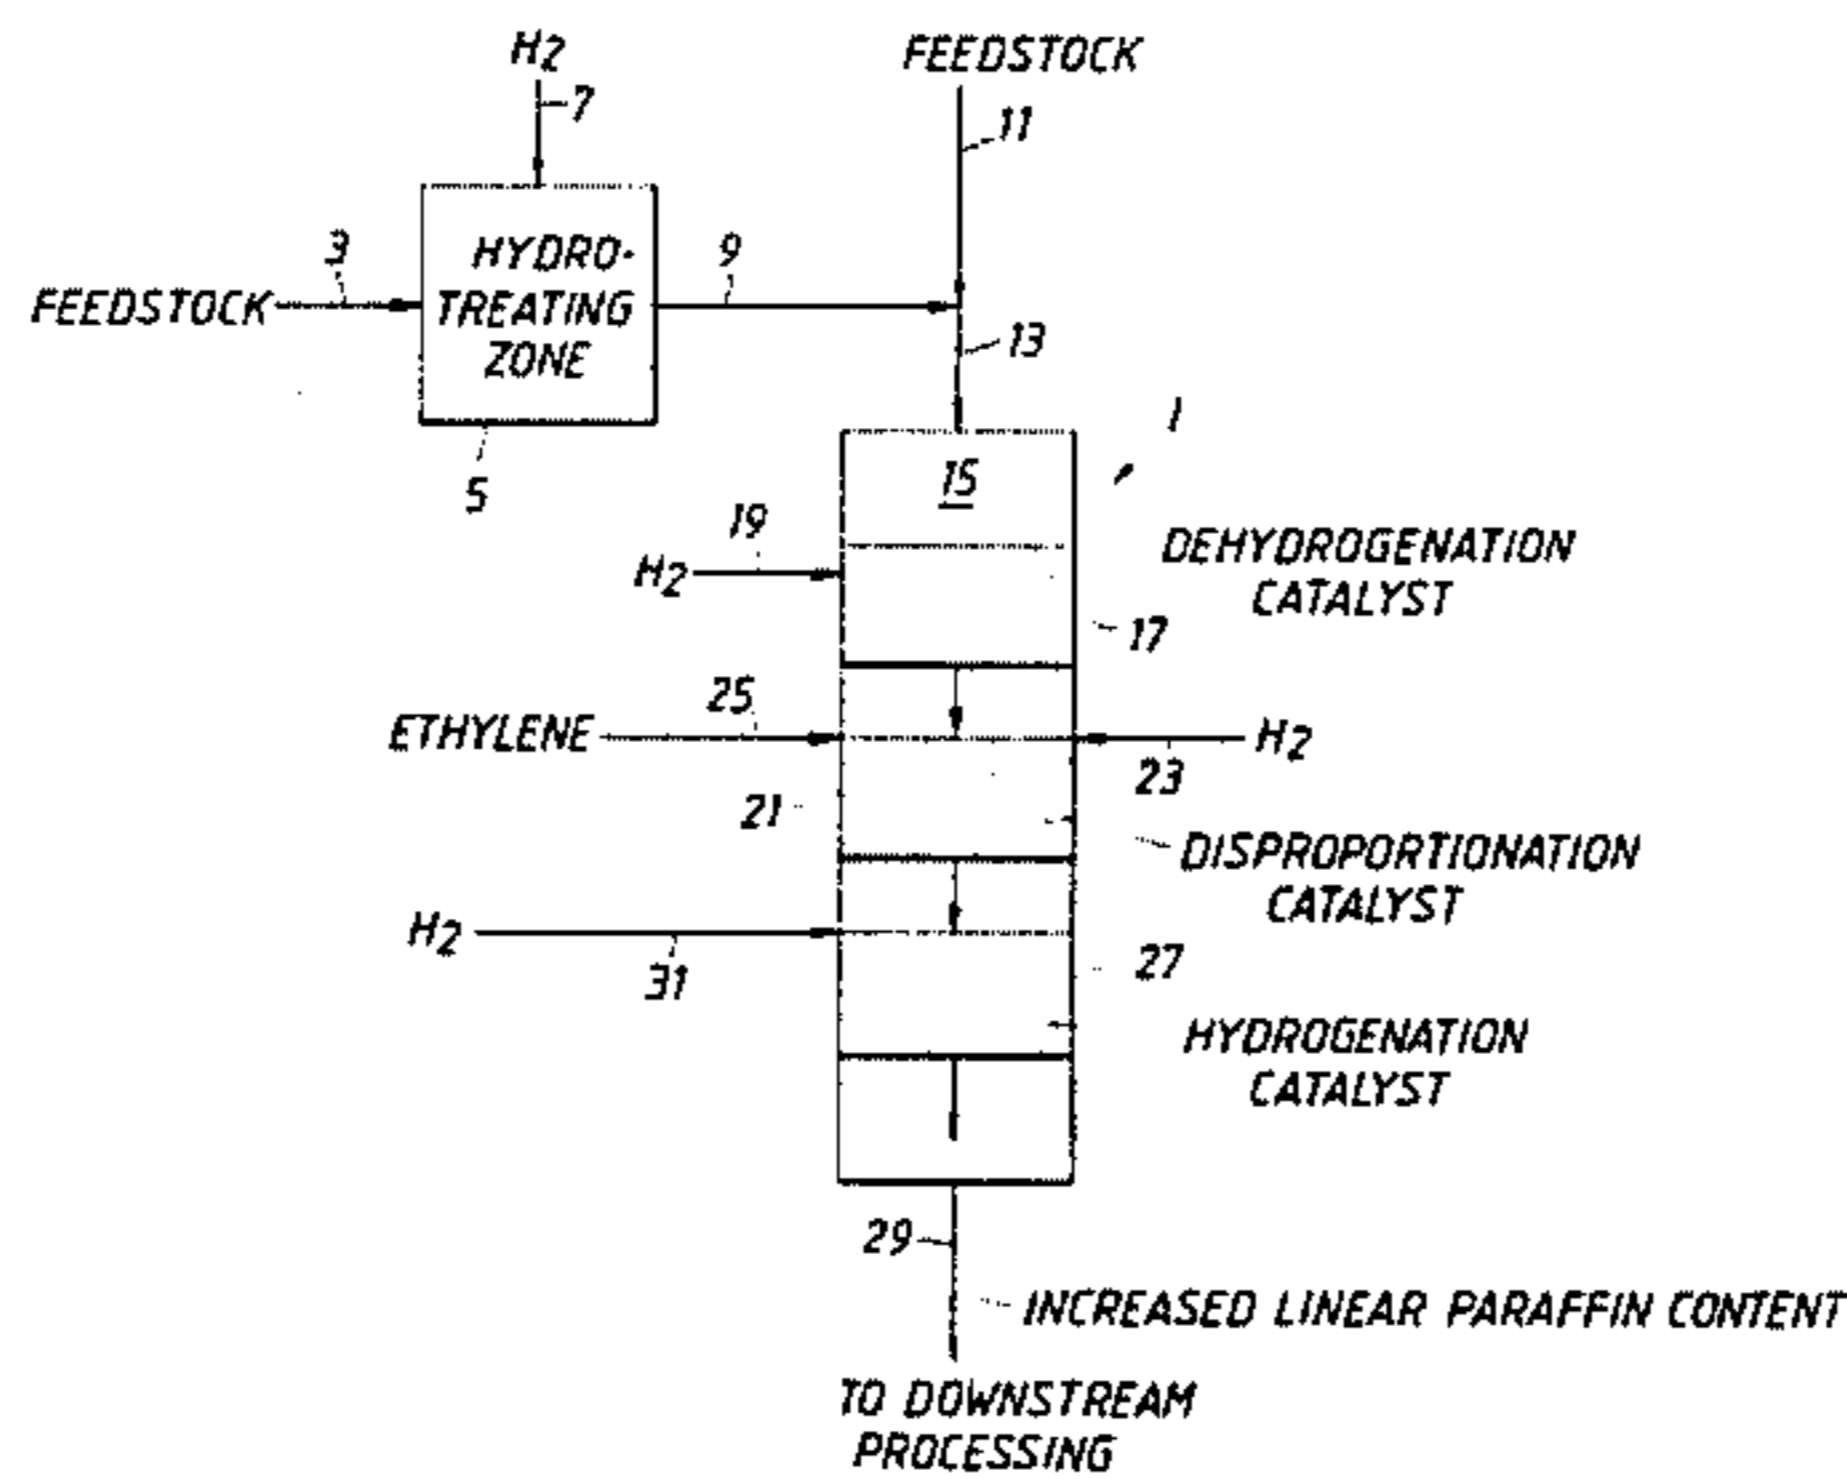 H2
FEEDSTOCK
7
11
3
HYDRO-
9
FEEDSTOCK
TREATING
ZONE
13
1
5
15
19
H2
DEHYDROGENATION
CATALYST
17
25
ETHYLENE
H2
23
21
DISPROPORTIONATION
CATALYST
H2
31
27
HYDROGENATION
CATALYST
29
INCREASED LINEAR PARAFFIN CONTENT
TO DOWNSTREAM
PROCESSING